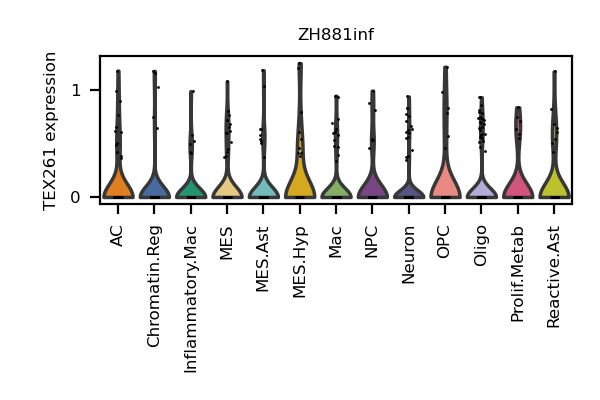 ZH881inf
TEX261 expression
1
0
AC
Chromatin.Reg
Inflammatory.Mac
MES
MES.Ast
MES.Hyp
Mac
NPC
Neuron
OPC
Oligo
Prolif.Metab
Reactive.Ast